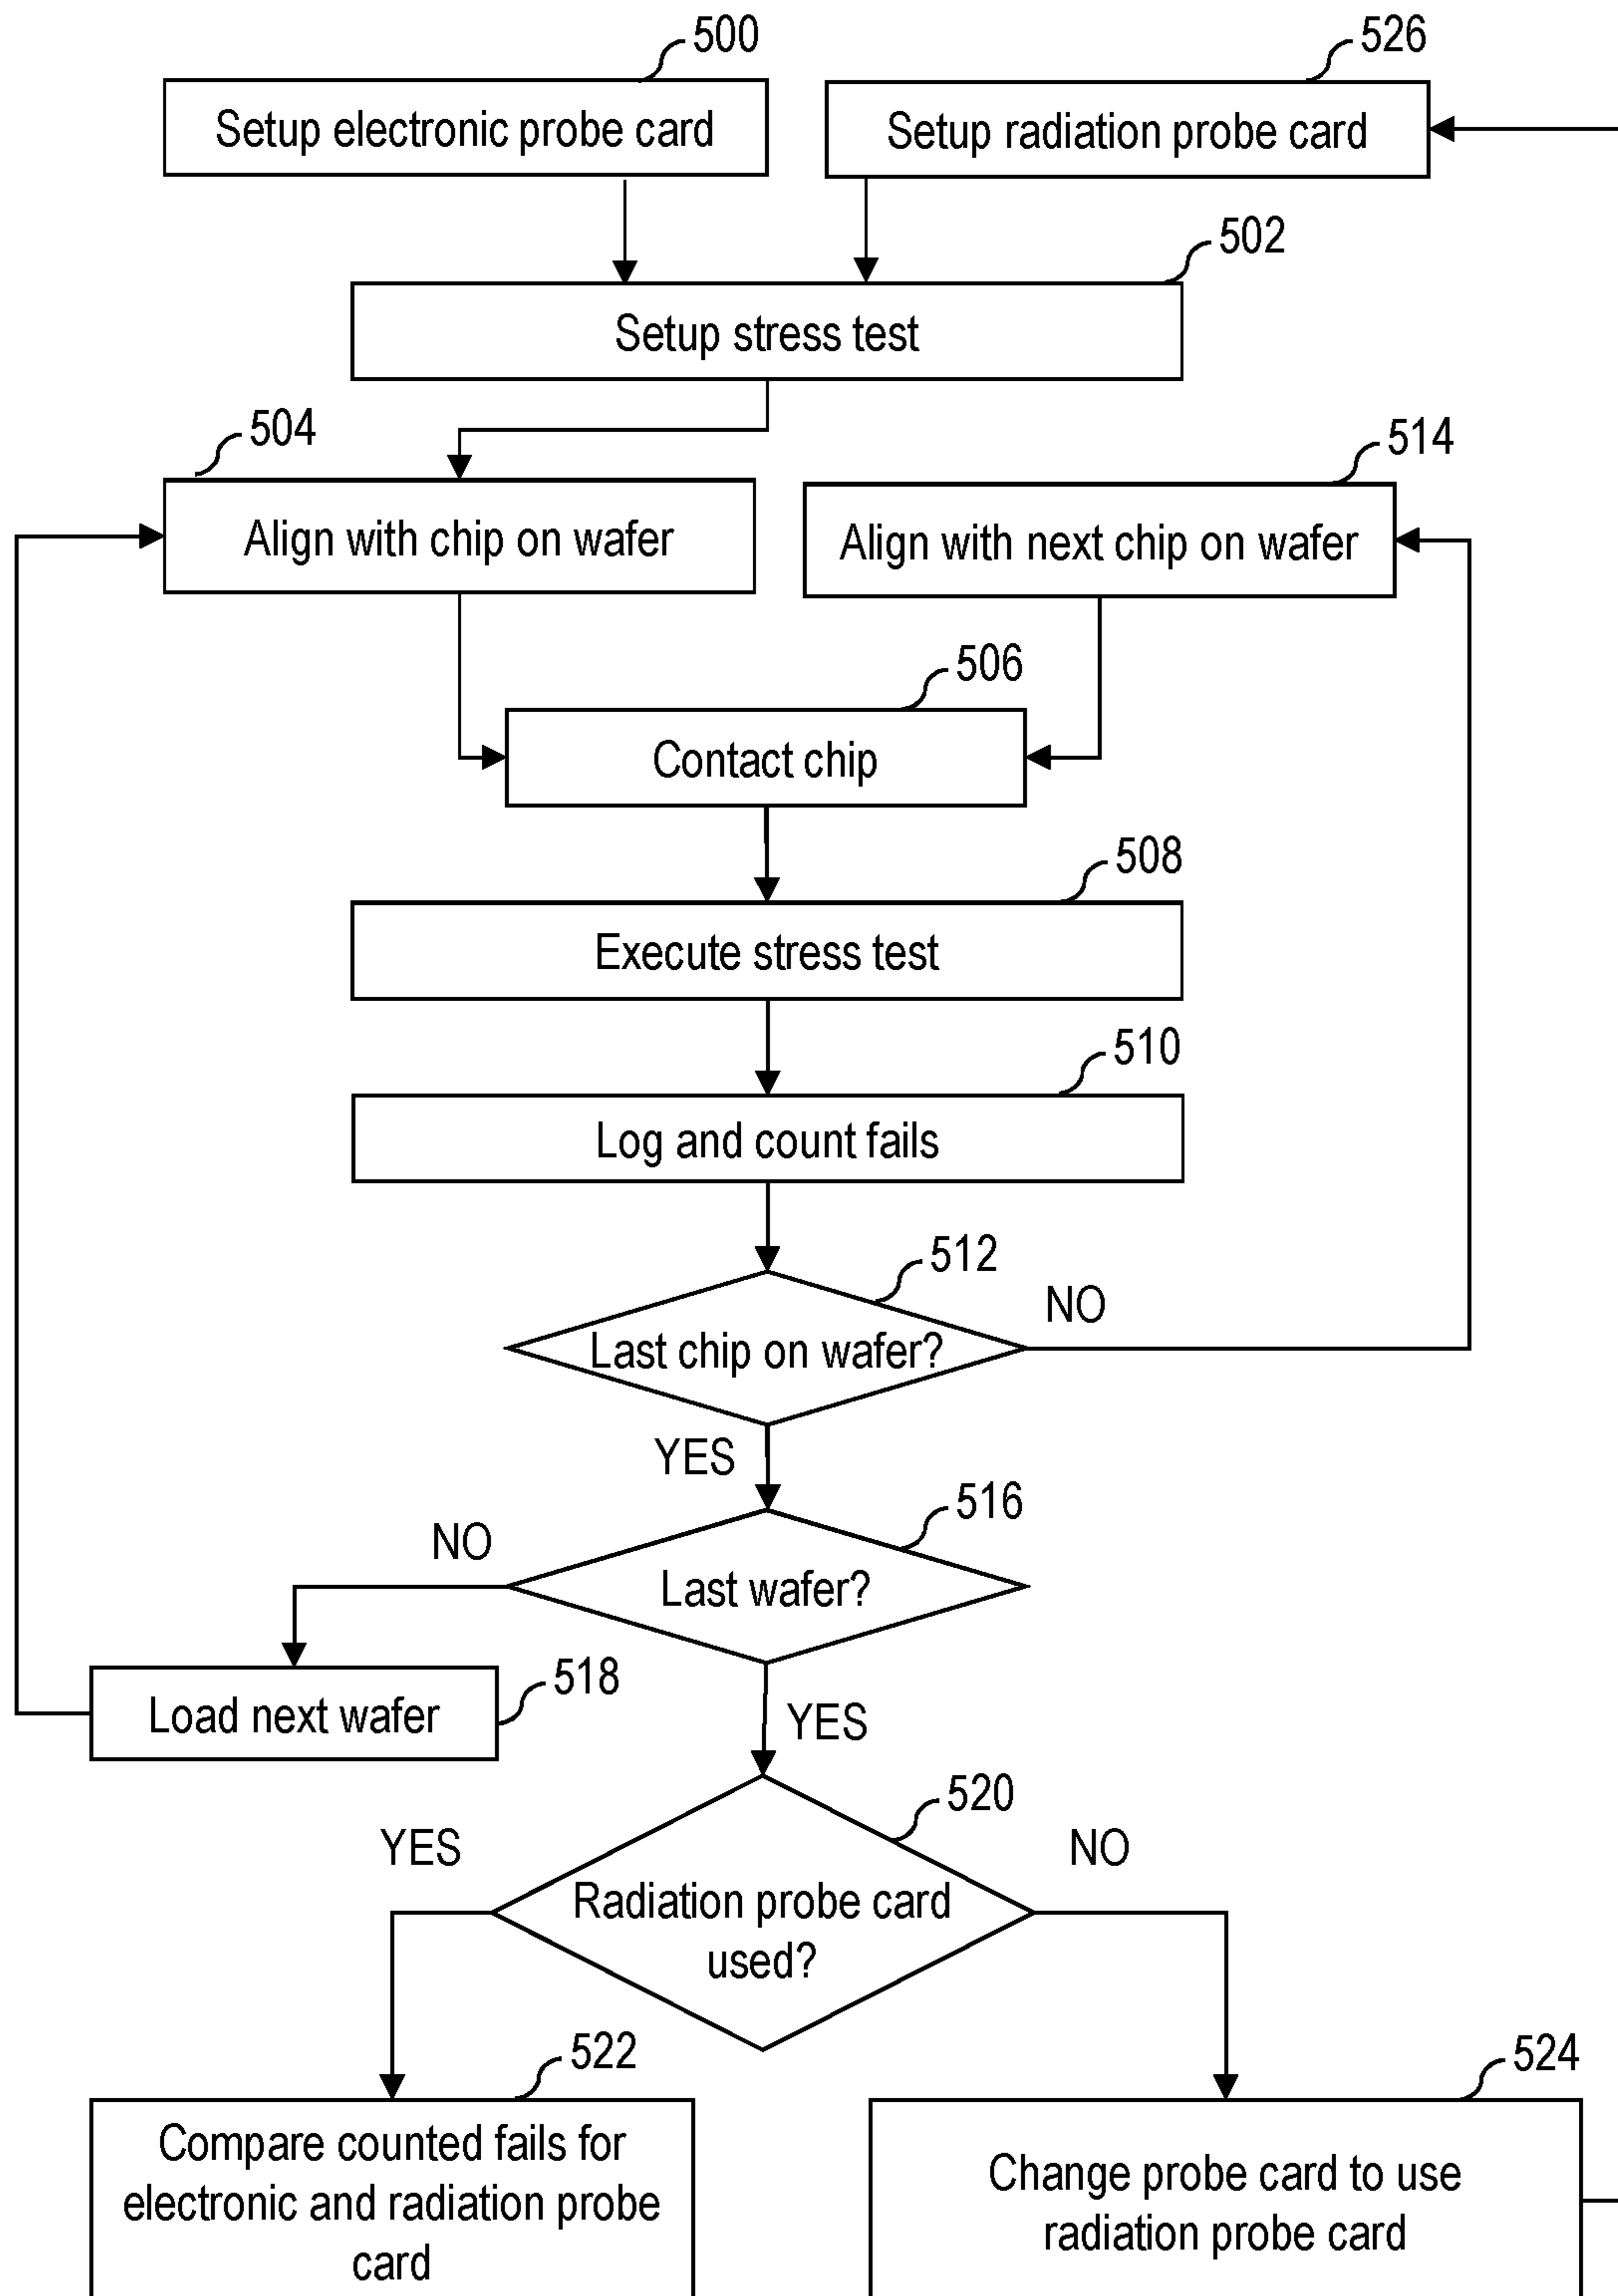 500
526
Setup electronic probe card
Setup radiation probe card
502
Setup stress test
504
514
Align with chip on wafer
Align with next chip on wafer
506
Contact chip
508
Execute stress test
510
Log and count fails
512
NO
Last chip on wafer?
YES
516
NO
Last wafer?
518
Load next wafer
YES
520
YES
NO
Radiation probe card
used?
522
524
Compare counted fails for
electronic and radiation probe
card
Change probe card to use
radiation probe card